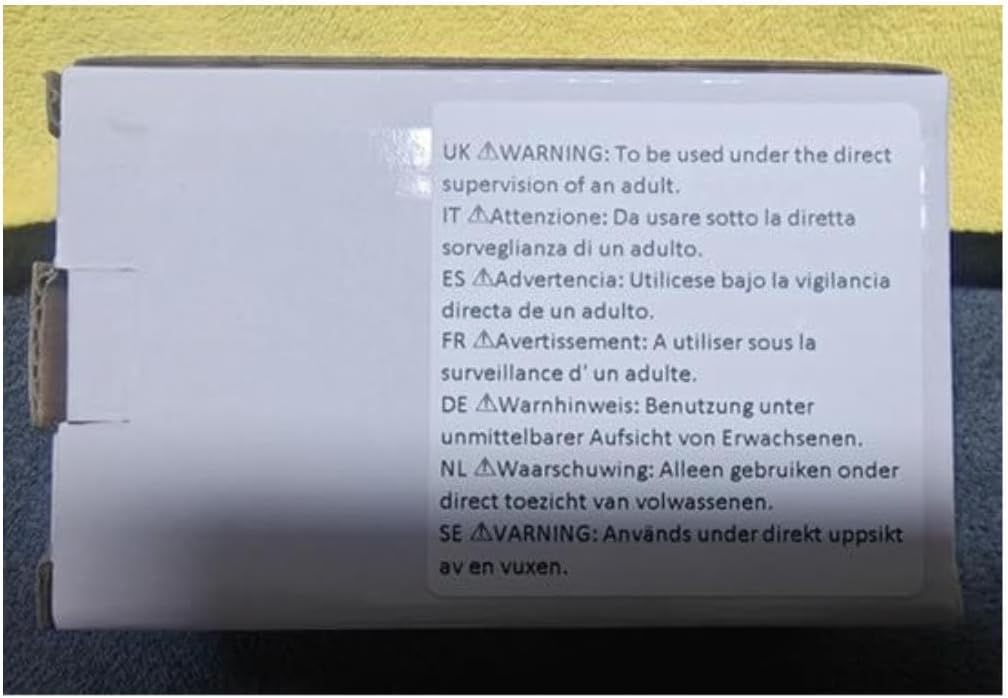 UK ⚠WARNING: To be used under the direct
supervision of an adult.
IT ⚠Attenzione: Da usare sotto la diretta
sorveglianza di un adulto.
ES ⚠Advertencia: Utilicese bajo la vigilancia
directa de un adulto.
FR ⚠Avertissement: A utiliser sous la
surveillance d' un adulte.
DE ⚠Warnhinweis: Benutzung unter
unmittelbarer Aufsicht von Erwachsenen.
NL ⚠Waarschuwing: Alleen gebruiken onder
direct toezicht van volwassenen.
SE ⚠VARNING: Används under direkt uppsikt
av en vuxen.